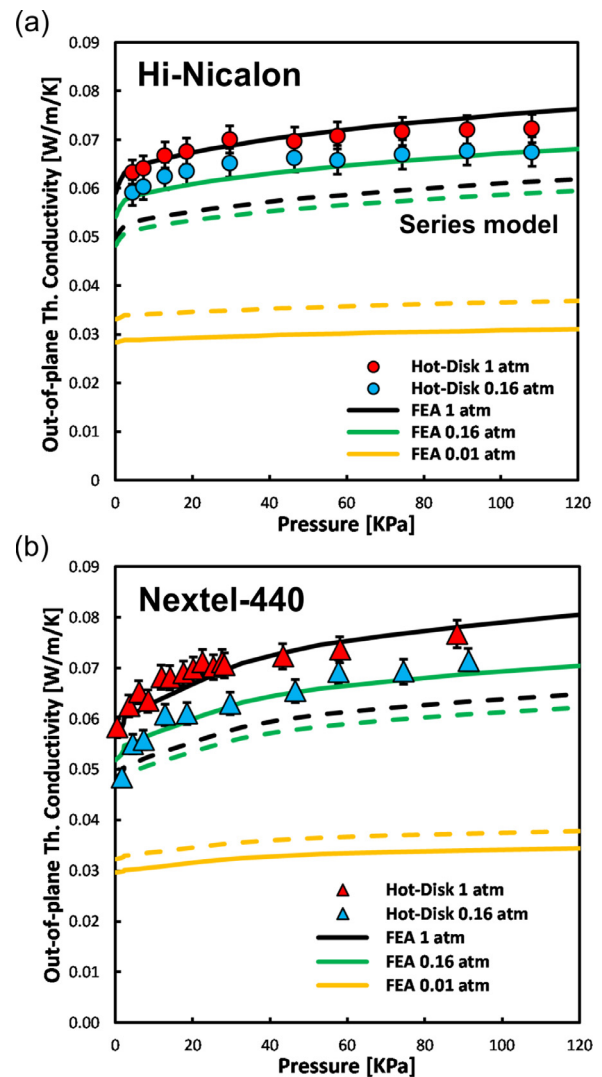 (a)
Hi-Nicalon
Out-of-plane Th. Conductivity [W/m/K]
0.09
0.08
0.07
0.06
0.05
0.04
0.03
0.02
0.01
0
Series model
Hot-Disk 1 atm
Hot-Disk 0.16 atm
FEA 1 atm
FEA 0.16 atm
FEA 0.01 atm
0 20 40 60 80 100 120
Pressure [KPa]
(b)
Nextel-440
Out-of-plane Th. Conductivity [W/m/K]
0.09
0.08
0.07
0.06
0.05
0.04
0.03
0.02
0.01
0.00
Hot-Disk 1 atm
Hot-Disk 0.16 atm
FEA 1 atm
FEA 0.16 atm
FEA 0.01 atm
0 20 40 60 80 100 120
Pressure [KPa]